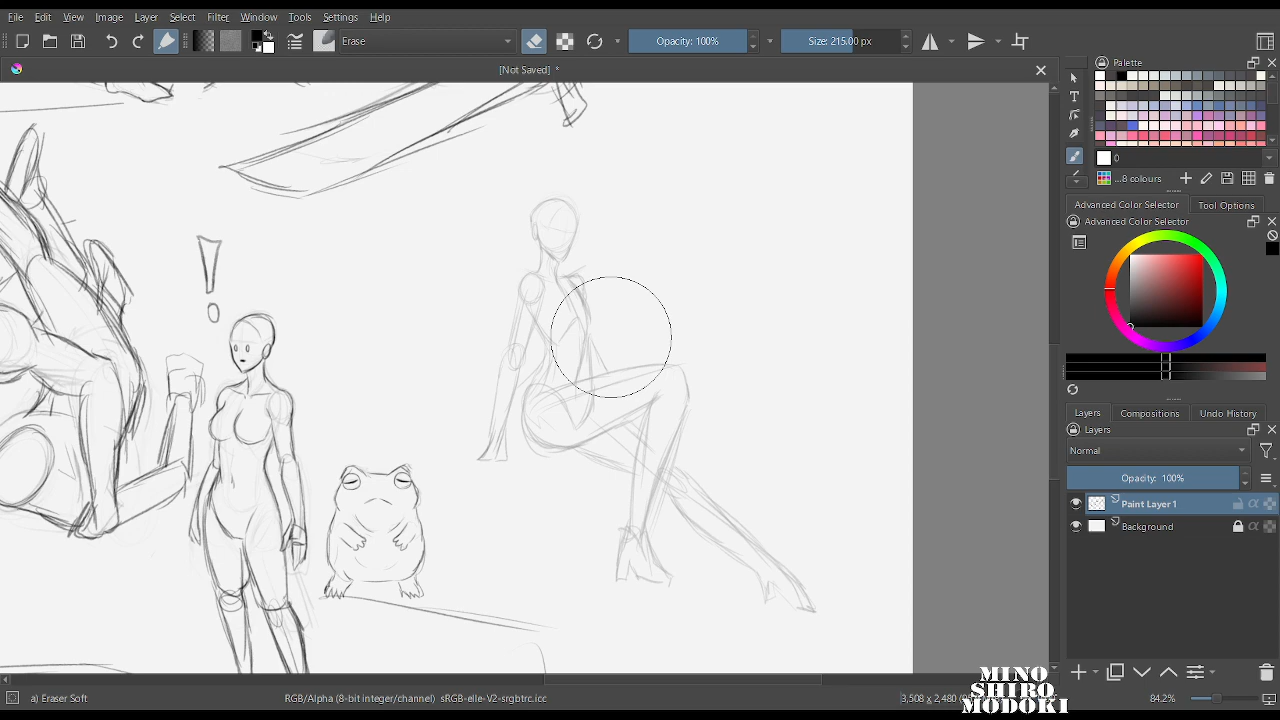 File Edit View Image Layer Select Filter Window Tools Settings Help
Erase
Opacity: 100%
Size: 215.00 px
[Not Saved] *
Palette
0
...8 colours
Advanced Color Selector Tool Options
Advanced Color Selector
Layers Compositions Undo History
Layers
Normal
Opacity: 100%
Paint Layer 1
Background
!
a) Eraser Soft
RGB/Alpha (8-bit integer/channel) sRGB-elle-V2-srgbtrc.icc
3,508 x 2,480
84.2%
MINO
SHIRO
MODOKI